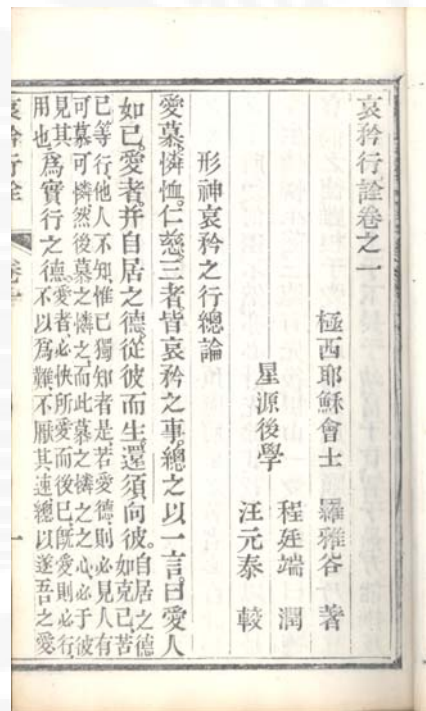 哀矜行詮卷之一
極西耶穌會士 羅雅谷 著
星源後學 程廷端 潤
汪元泰 較
形神哀矜之行總論
愛慕。憐恤。仁慈。三者皆哀矜之事。總之以一言。曰愛人
如己。愛者。并自居之德。從彼而生。還須向彼。自居之德
如克己苦
己等行他人不知惟己獨知者是若愛德則必見人有
可慕可憐然後慕之憐之而此慕之憐之之心必于彼
見其
用也
爲實行之德。愛者必快所愛而後已旣愛則必行
不以爲難不厭其速總以遂吾之愛
哀矜行詮
一